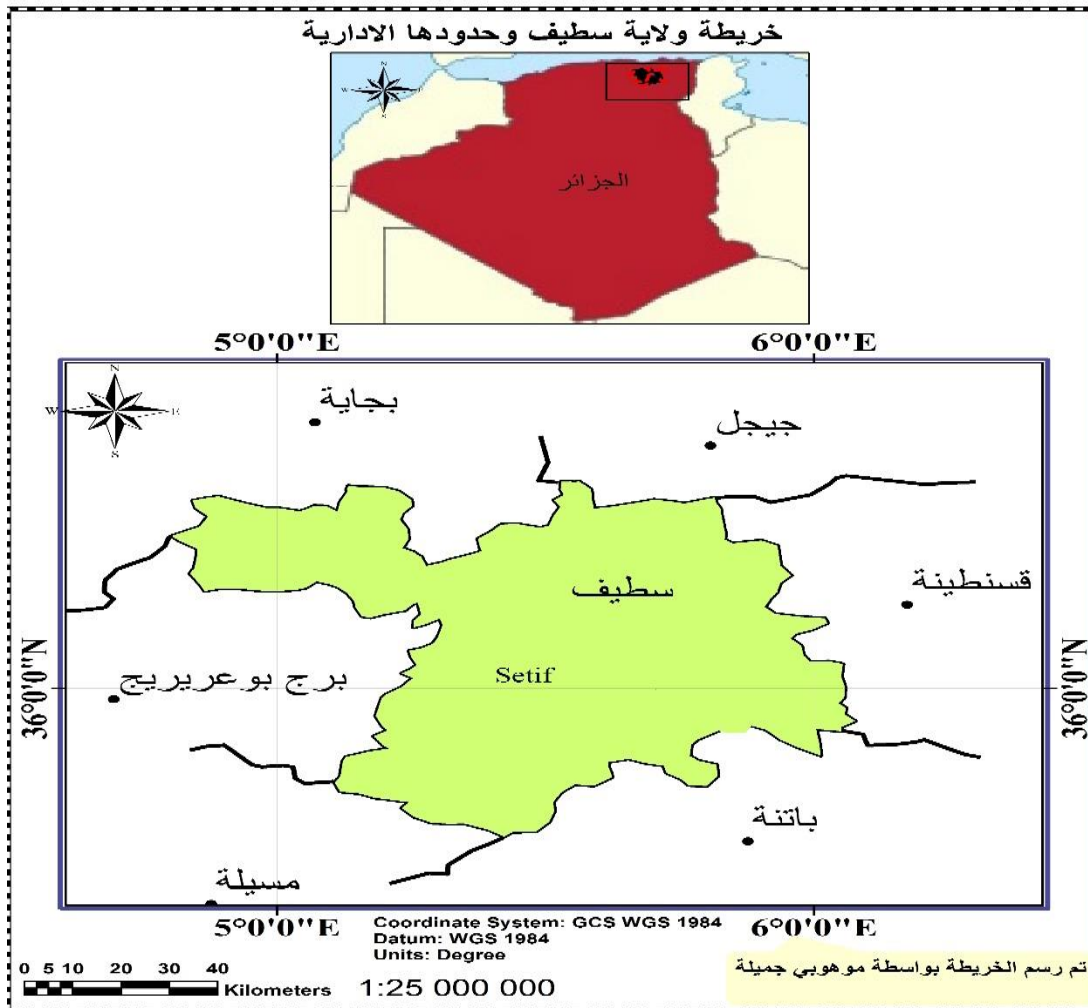 خريطة ولاية سطيف وحدودها الادارية
N
W
S
الجزائر
5°0'0"E
6°0'0"E
N
W
E
S
بجاية
جيجل
سطيف
قسنطينة
Setif
36°0'0"N
36°0'0"N
برج بوعريريج
باتنة
مسيلة
5°0'0"E
6°0'0"E
Coordinate System: GCS WGS 1984
Datum: WGS 1984
Units: Degree
0 5 10 20 30 40
Kilometers
1:25 000 000
تم رسم الخريطة بواسطة موهوبي جميلة